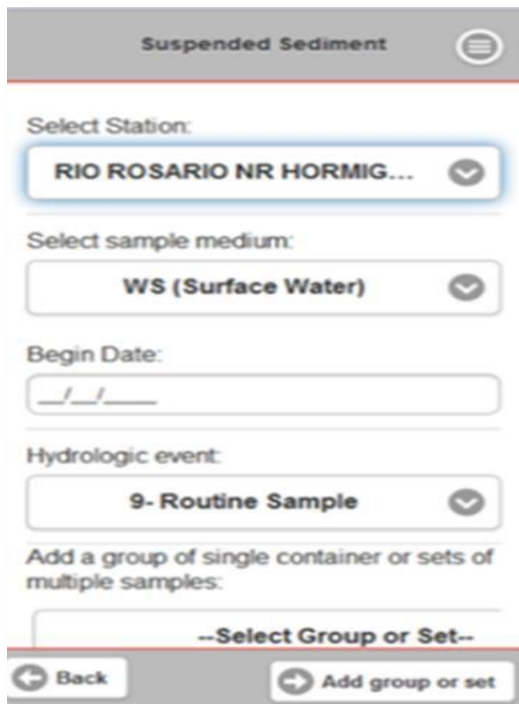 Suspended Sediment
Select Station:
RIO ROSARIO NR HORMIG...
Select sample medium:
WS (Surface Water)
Begin Date:
__/__/____
Hydrologic event:
9- Routine Sample
Add a group of single container or sets of
multiple samples:
--Select Group or Set--
Back
Add group or set